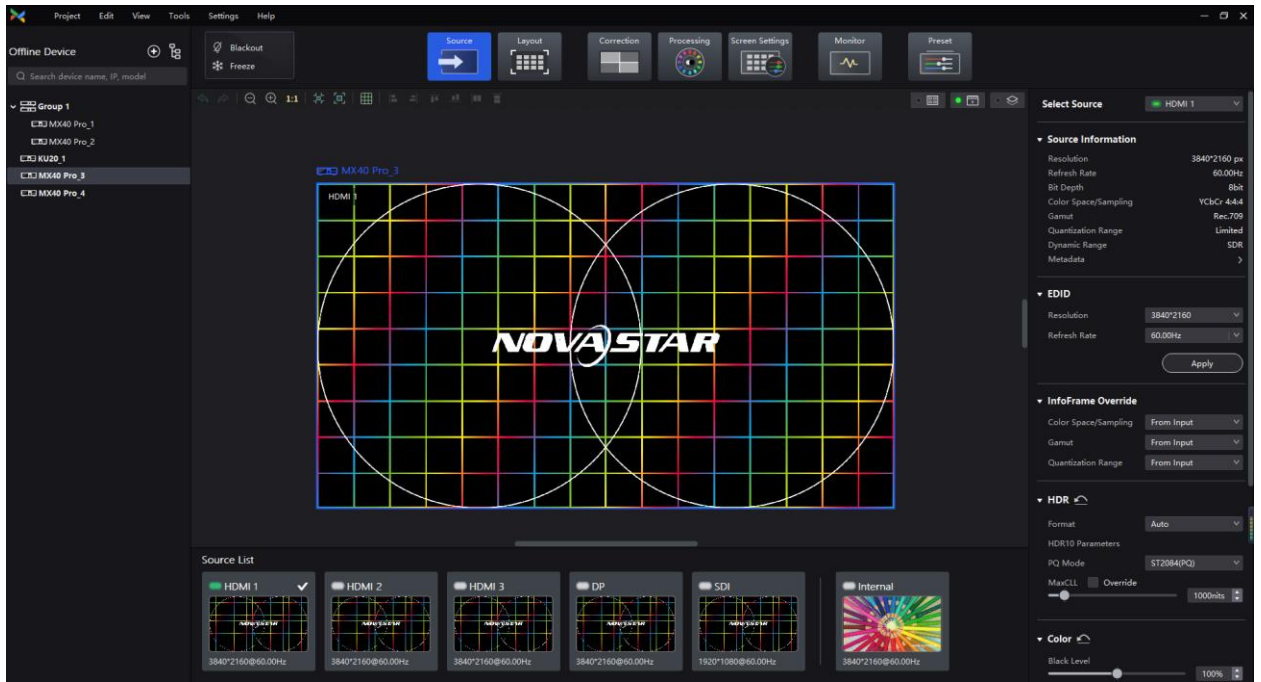 Project Edit View Tools Settings Help
Offline Device
Search device name, IP, model
Group 1
MX40 Pro_1
MX40 Pro_2
KU20_1
MX40 Pro_3
MX40 Pro_4
Blackout
Freeze
Source Layout Correction Processing Screen Settings Monitor Preset
1:1
MX40 Pro_3
HDMI 1
NOVASTAR
Source List
HDMI 1
3840*2160@60.00Hz
HDMI 2
3840*2160@60.00Hz
HDMI 3
3840*2160@60.00Hz
DP
3840*2160@60.00Hz
SDI
1920*1080@60.00Hz
Internal
3840*2160@60.00Hz
NOVASTAR
NOVASTAR
NOVASTAR
NOVASTAR
NOVASTAR
Select Source HDMI 1
Source Information
Resolution 3840*2160 px
Refresh Rate 60.00Hz
Bit Depth 8bit
Color Space/Sampling YCbCr 4:4:4
Gamut Rec.709
Quantization Range Limited
Dynamic Range SDR
Metadata
EDID
Resolution 3840*2160
Refresh Rate 60.00Hz
Apply
InfoFrame Override
Color Space/Sampling From Input
Gamut From Input
Quantization Range From Input
HDR
Format Auto
HDR10 Parameters
PQ Mode ST2084(PQ)
MaxCLL Override
1000nits
Color
Black Level
100%